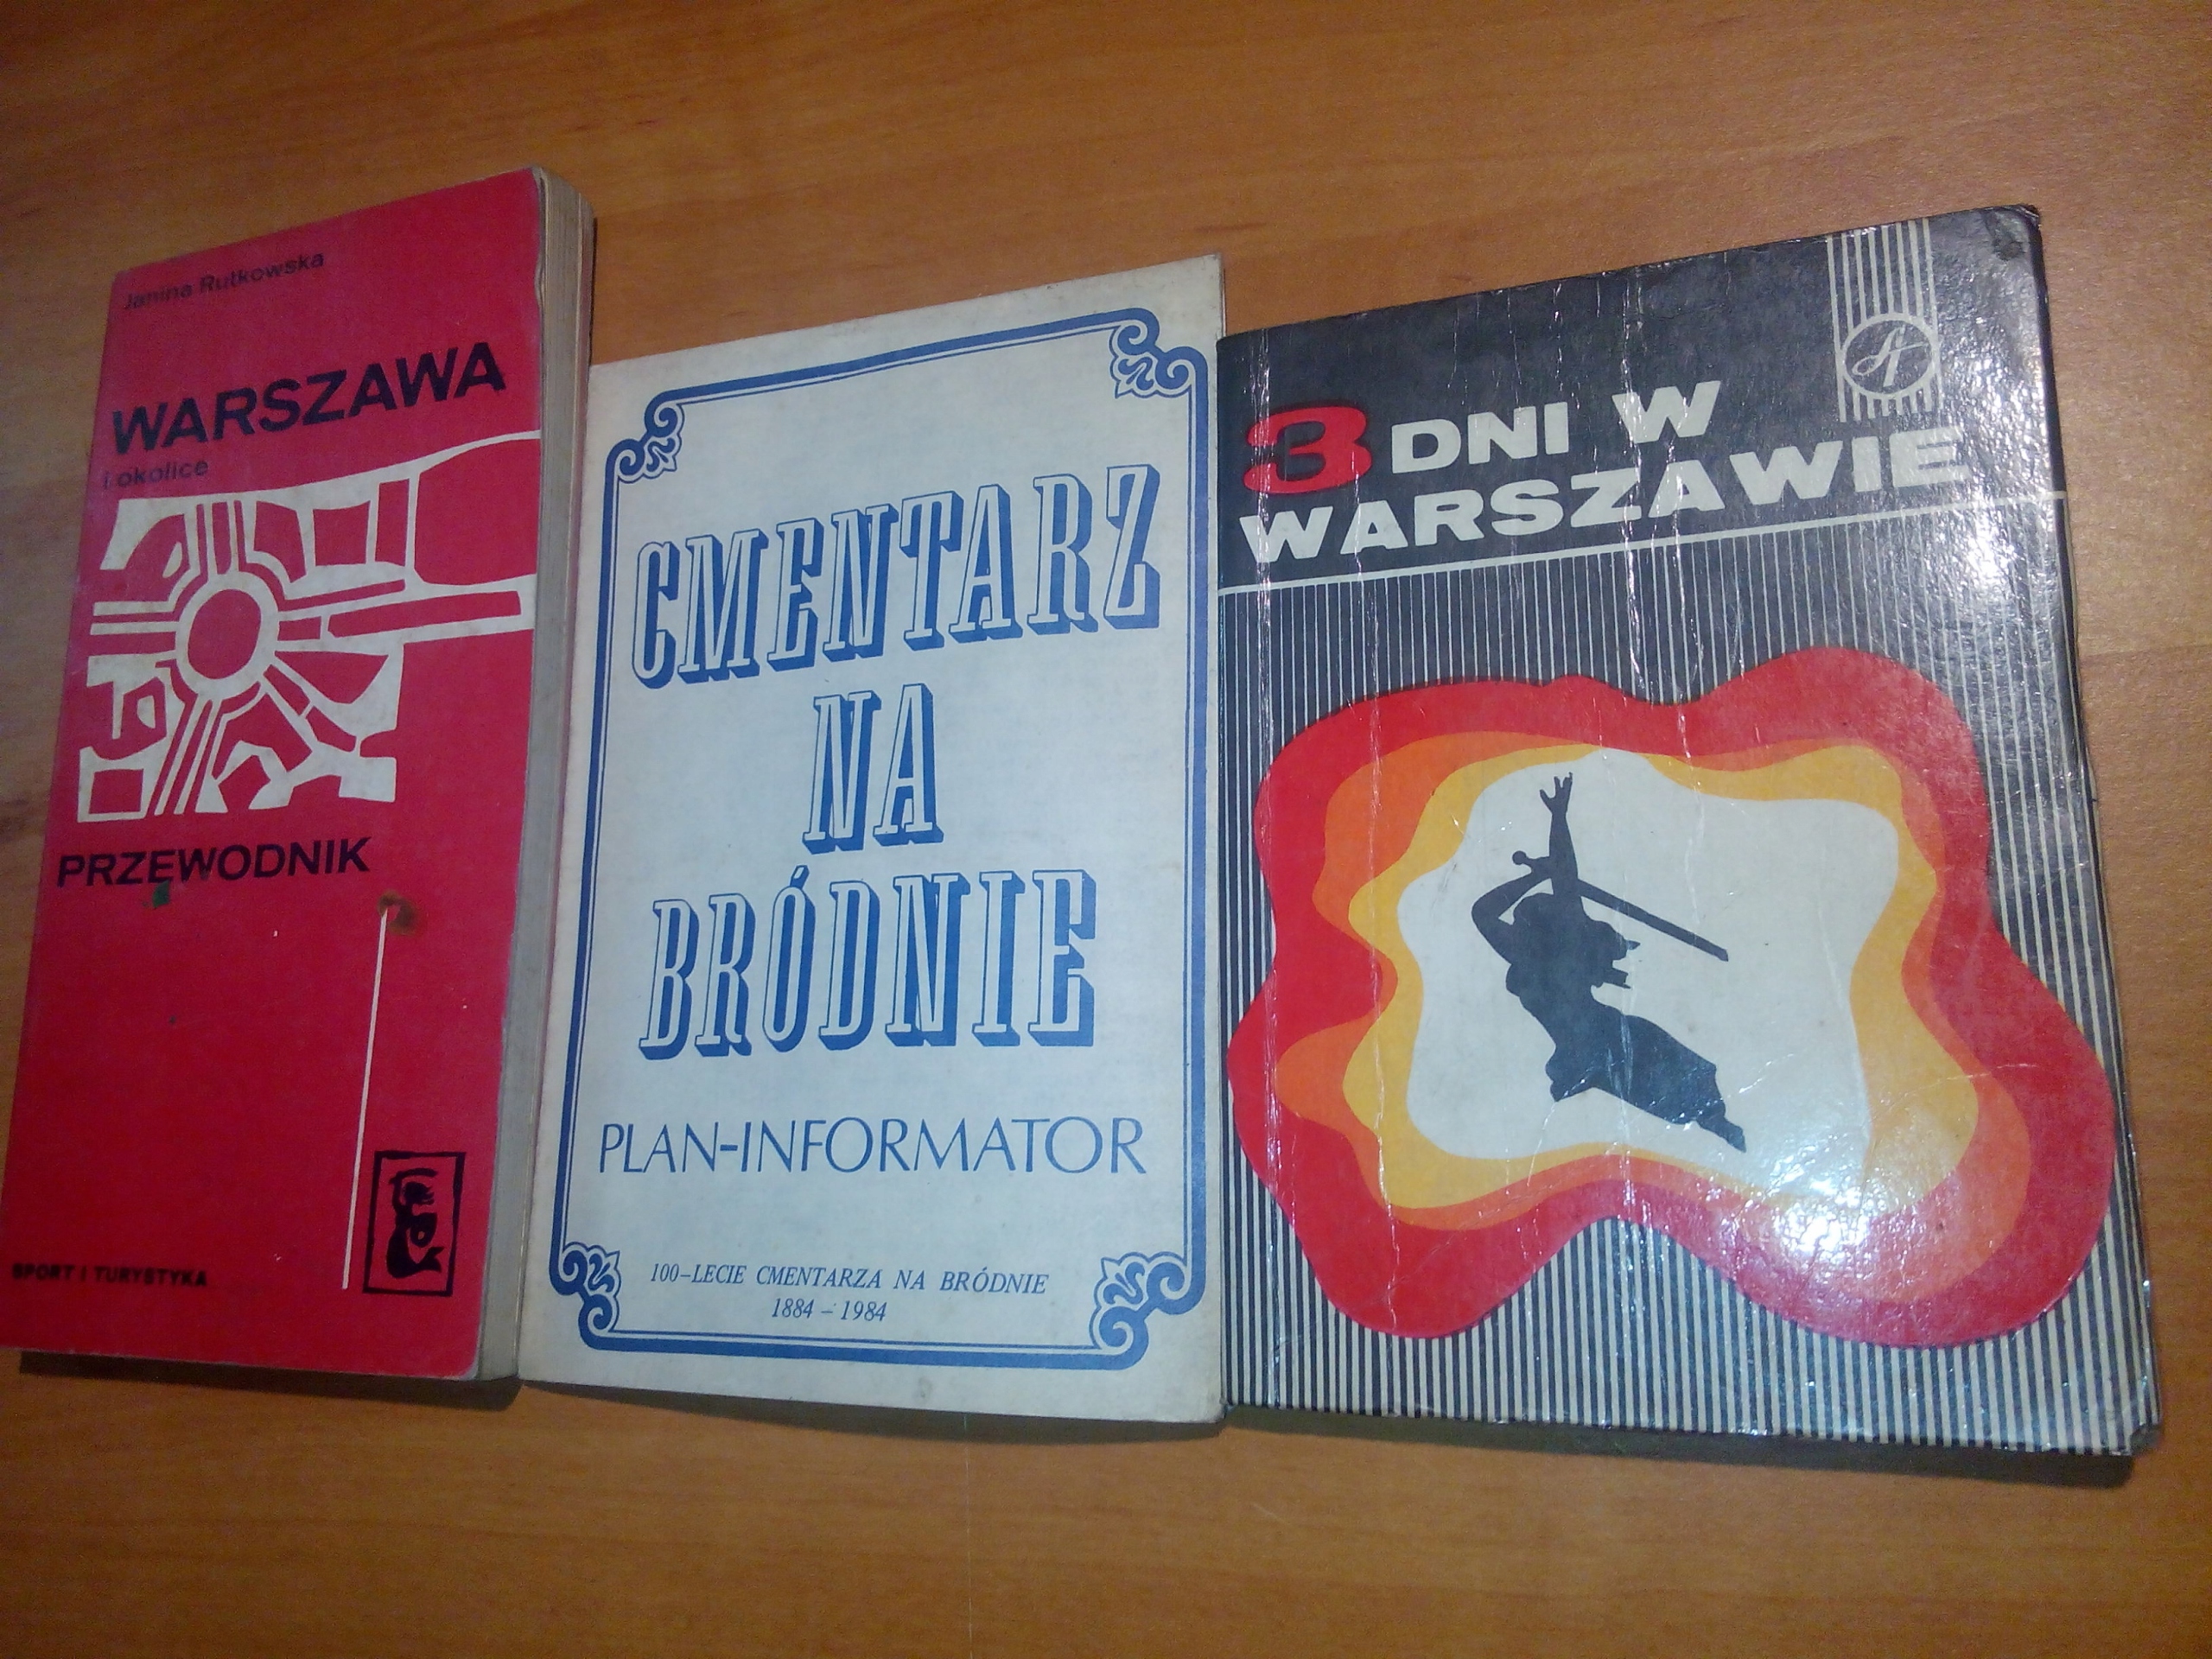 Janina Rutkowska
WARSZAWA
i okolice
PRZEWODNIK
SPORT I TURYSTYKA
CMENTARZ
NA
BRÓDNIE
PLAN-INFORMATOR
100-LECIE CMENTARZA NA BRÓDNIE
1884 - 1984
3 DNI W
WARSZAWIE